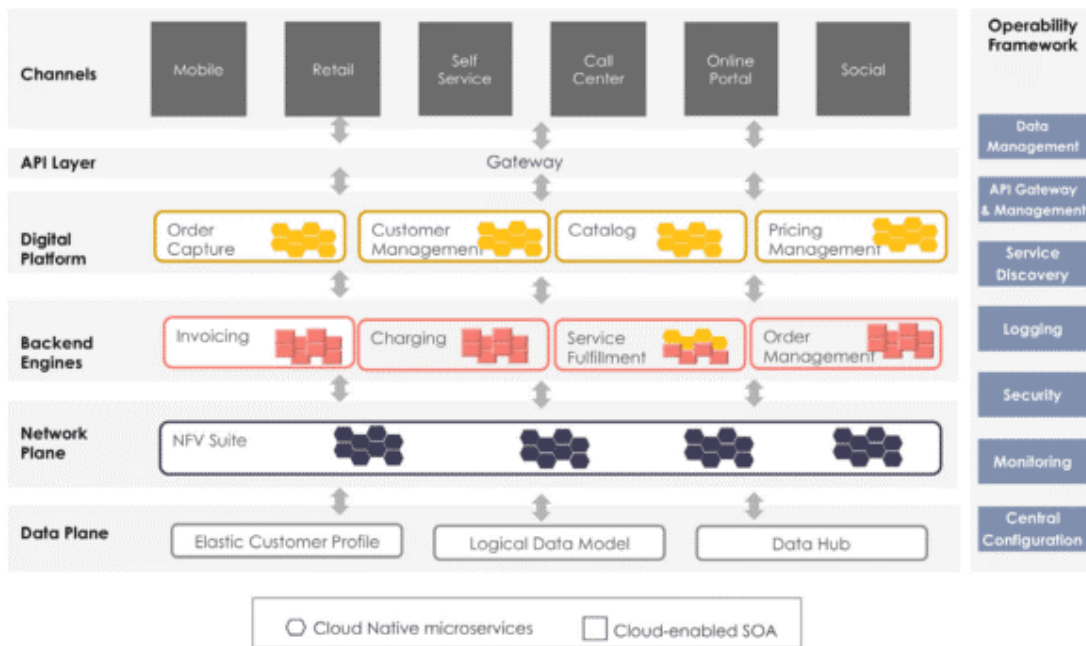 Channels
Mobile
Retail
Self
Service
Call
Center
Online
Portal
Social
API Layer
Gateway
Digital
Platform
Order
Capture
Customer
Management
Catalog
Pricing
Management
Backend
Engines
Invoicing
Charging
Service
Fulfillment
Order
Management
Network
Plane
NFV Suite
Data Plane
Elastic Customer Profile
Logical Data Model
Data Hub
Operability
Framework
Data
Management
API Gateway
& Management
Service
Discovery
Logging
Security
Monitoring
Central
Configuration
Cloud Native microservices
Cloud-enabled SOA